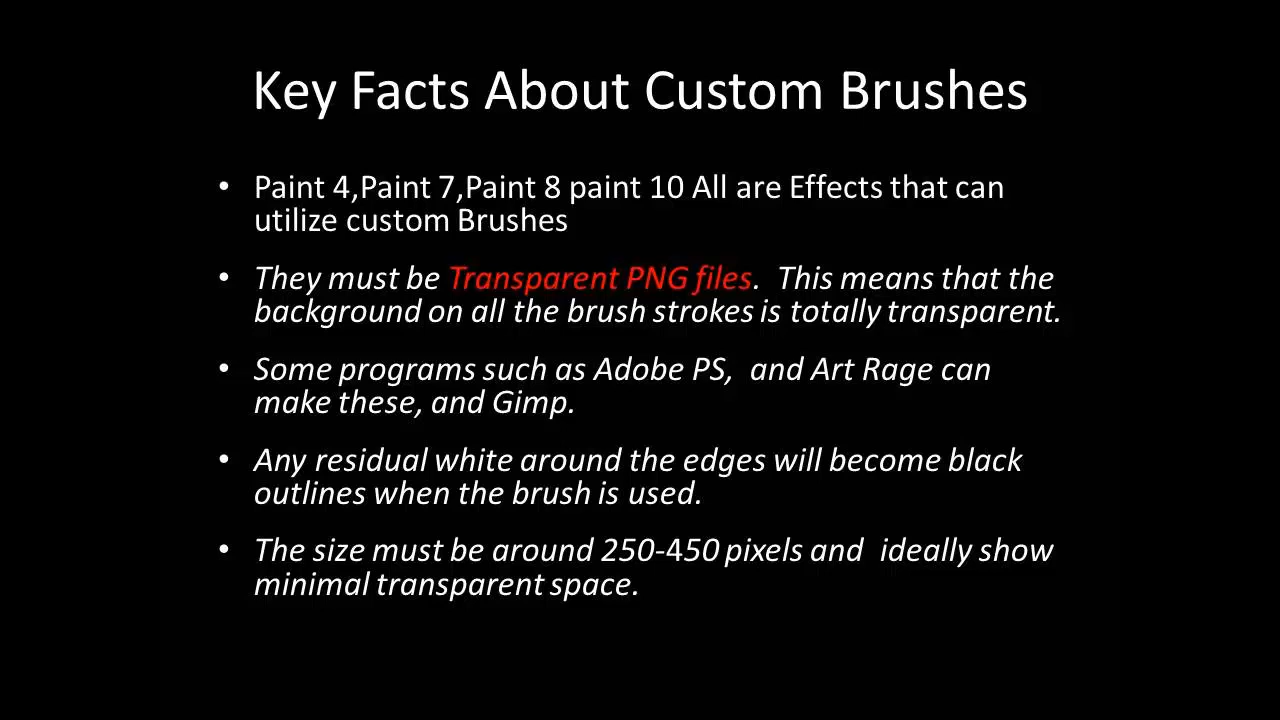 Key Facts About Custom Brushes
• Paint 4,Paint 7,Paint 8 paint 10 All are Effects that can
utilize custom Brushes
• They must be Transparent PNG files.  This means that the
background on all the brush strokes is totally transparent.
• Some programs such as Adobe PS,  and Art Rage can
make these, and Gimp.
• Any residual white around the edges will become black
outlines when the brush is used.
• The size must be around 250-450 pixels and  ideally show
minimal transparent space.